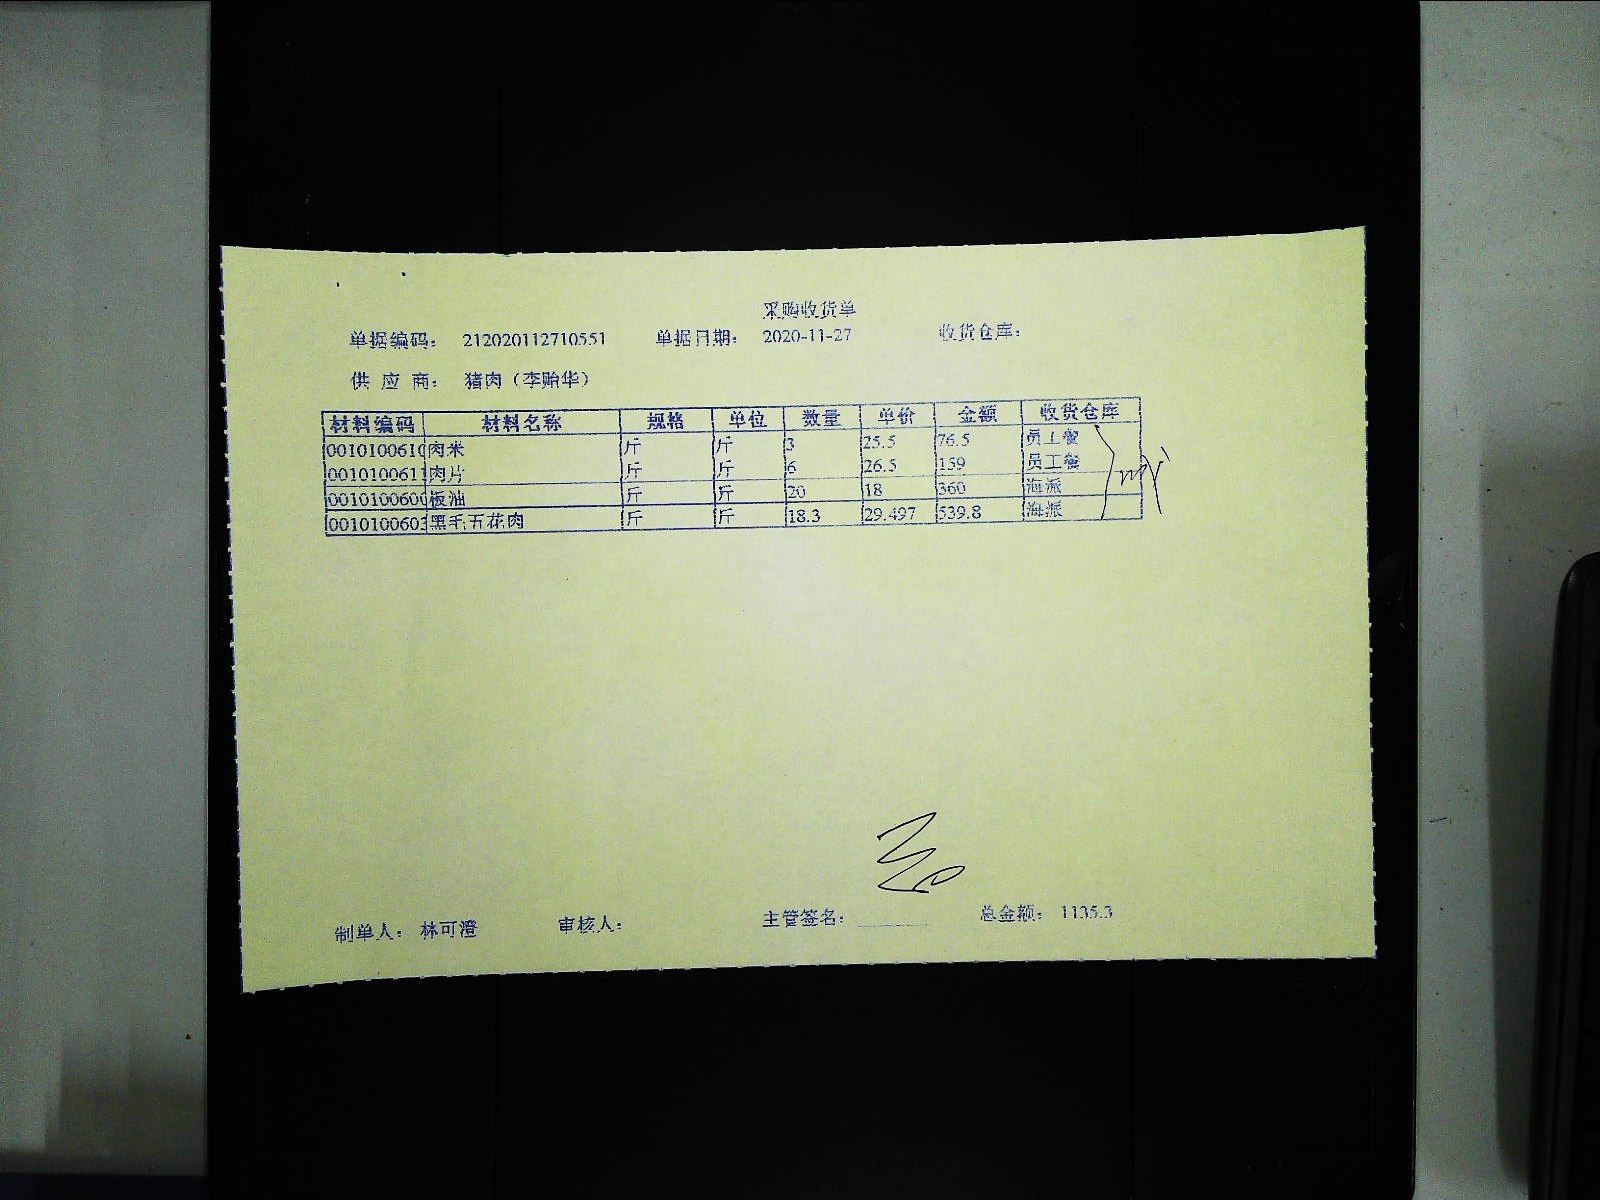 采购收货单
单据编码： 212020112710551 单据日期： 2020-11-27 收货仓库：
供 应 商： 猪肉（李贻华）
材料编码 材料名称 规格 单位 数量 单价 金额 收货仓库
0010100610 肉米 斤 斤 3 25.5 76.5 员工餐
0010100611 肉片 斤 斤 6 26.5 159 员工餐
0010100600 板油 斤 斤 20 18 360 海派
0010100603 黑毛五花肉 斤 斤 18.3 29.497 539.8 海派
制单人： 林可澄 审核人： 主管签名： 总金额： 1135.3